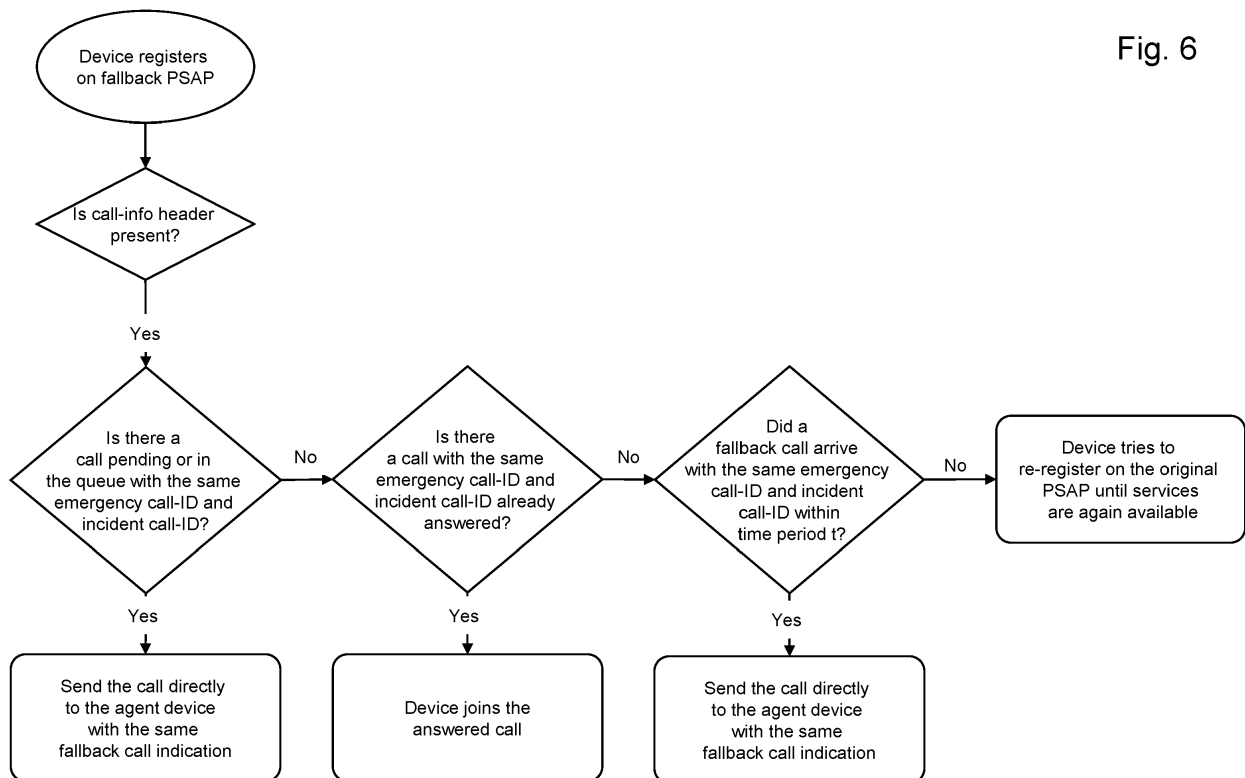 Fig. 6
Device registers
on fallback PSAP
Is call-info header
present?
Yes
Is there a
call pending or in
the queue with the same
emergency call-ID and
incident call-ID?
No
Is there
a call with the same
emergency call-ID and
incident call-ID already
answered?
No
Did a
fallback call arrive
with the same emergency
call-ID and incident
call-ID within
time period t?
No
Device tries to
re-register on the original
PSAP until services
are again available
Yes
Yes
Yes
Send the call directly
to the agent device
with the same
fallback call indication
Device joins the
answered call
Send the call directly
to the agent device
with the same
fallback call indication